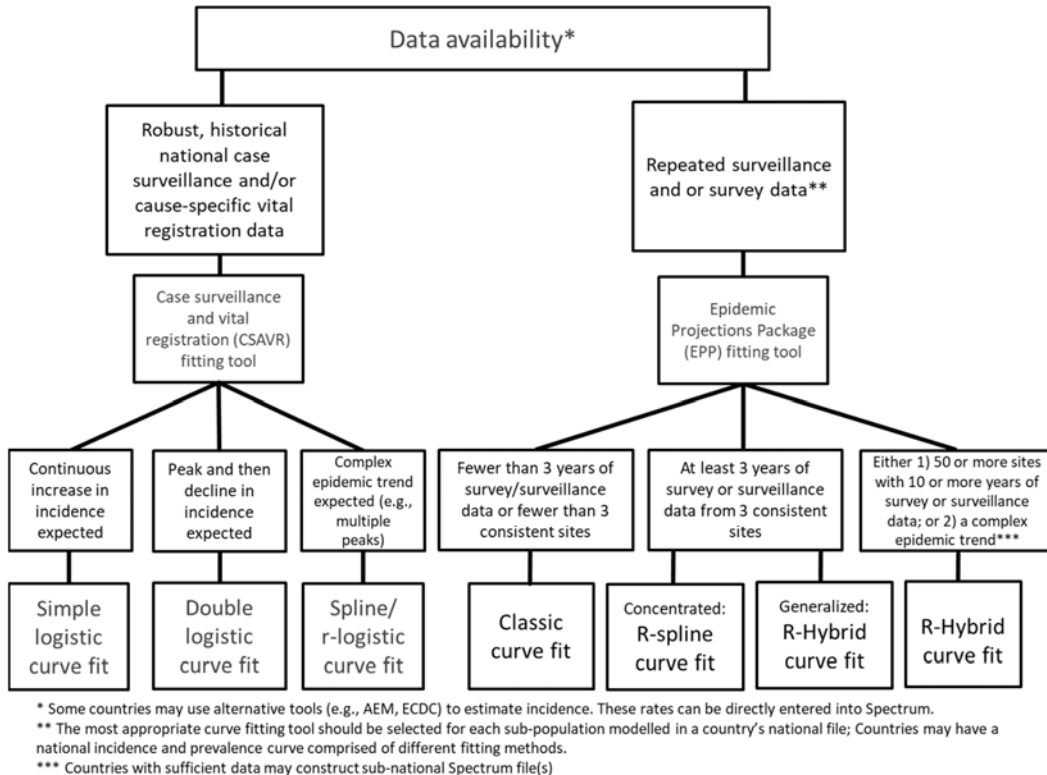 Data availability*
Robust, historical
national case
surveillance and/or
cause-specific vital
registration data
Repeated surveillance
and or survey data**
Case surveillance
and vital
registration (CSAVR)
fitting tool
Epidemic
Projections Package
(EPP) fitting tool
Continuous
increase in
incidence
expected
Peak and then
decline in
incidence
expected
Complex
epidemic trend
expected (e.g.,
multiple
peaks)
Fewer than 3 years of
survey/surveillance
data or fewer than 3
consistent sites
At least 3 years of
survey or surveillance
data from 3 consistent
sites
Either 1) 50 or more sites
with 10 or more years of
survey or surveillance
data; or 2) a complex
epidemic trend***
Simple
logistic
curve fit
Double
logistic
curve fit
Spline/
r-logistic
curve fit
Classic
curve fit
Concentrated:
R-spline
curve fit
Generalized:
R-Hybrid
curve fit
R-Hybrid
curve fit
* Some countries may use alternative tools (e.g., AEM, ECDC) to estimate incidence. These rates can be directly entered into Spectrum.
** The most appropriate curve fitting tool should be selected for each sub-population modelled in a country's national file; Countries may have a
national incidence and prevalence curve comprised of different fitting methods.
*** Countries with sufficient data may construct sub-national Spectrum file(s)